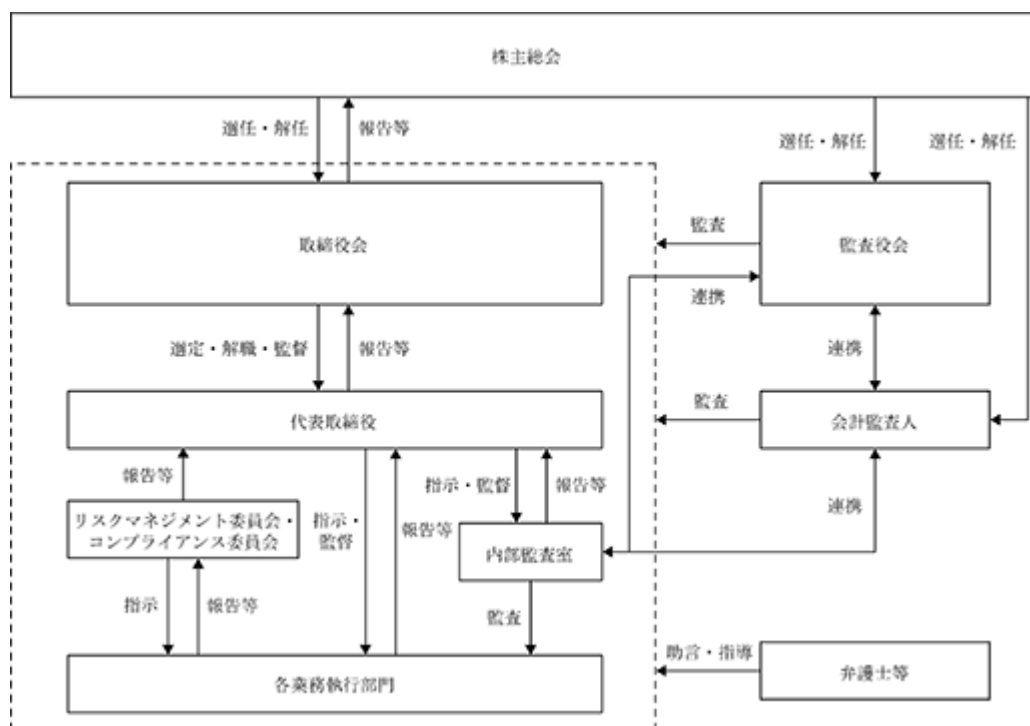 株主総会
選任・解任
報告等
選任・解任
選任・解任
取締役会
監査
監査役会
連携
選定・解職・監督
報告等
連携
代表取締役
監査
会計監査人
報告等
指示・監督
報告等
リスクマネジメント委員会・
コンプライアンス委員会
指示・
監督
報告等
連携
内部監査室
指示
報告等
監査
助言・指導
各業務執行部門
弁護士等